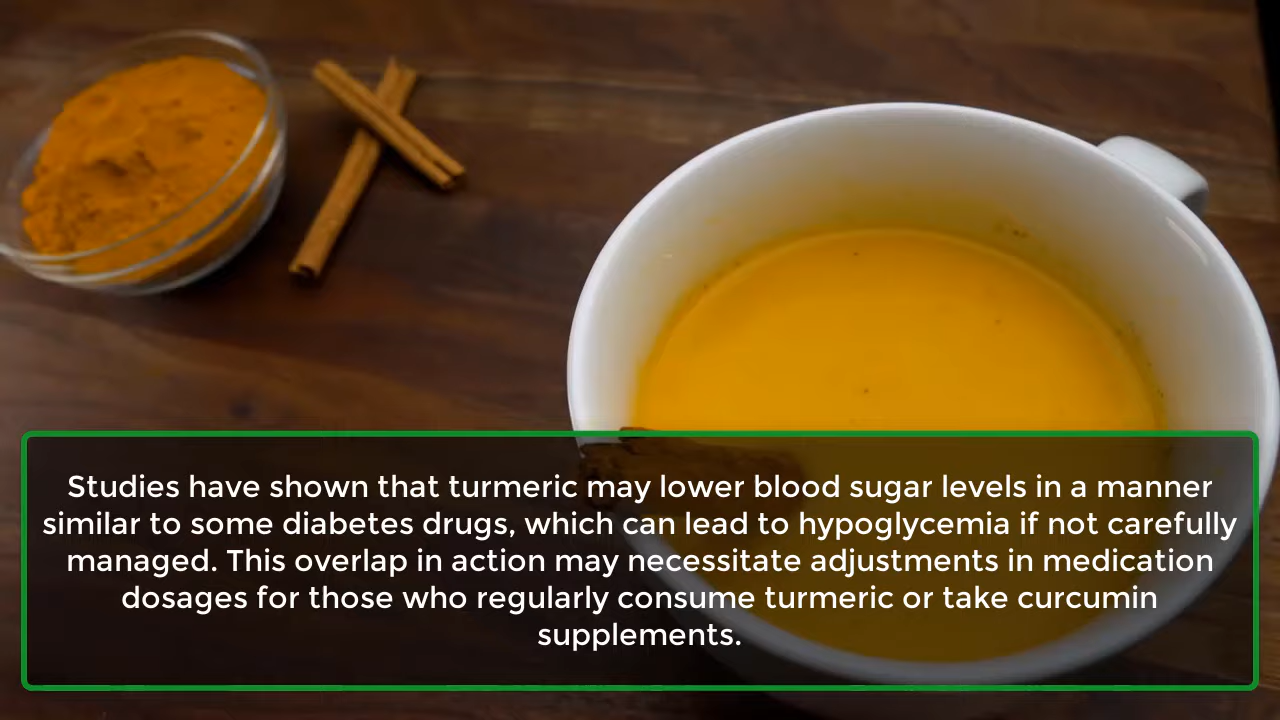 Studies have shown that turmeric may lower blood sugar levels in a manner
similar to some diabetes drugs, which can lead to hypoglycemia if not carefully
managed. This overlap in action may necessitate adjustments in medication
dosages for those who regularly consume turmeric or take curcumin
supplements.